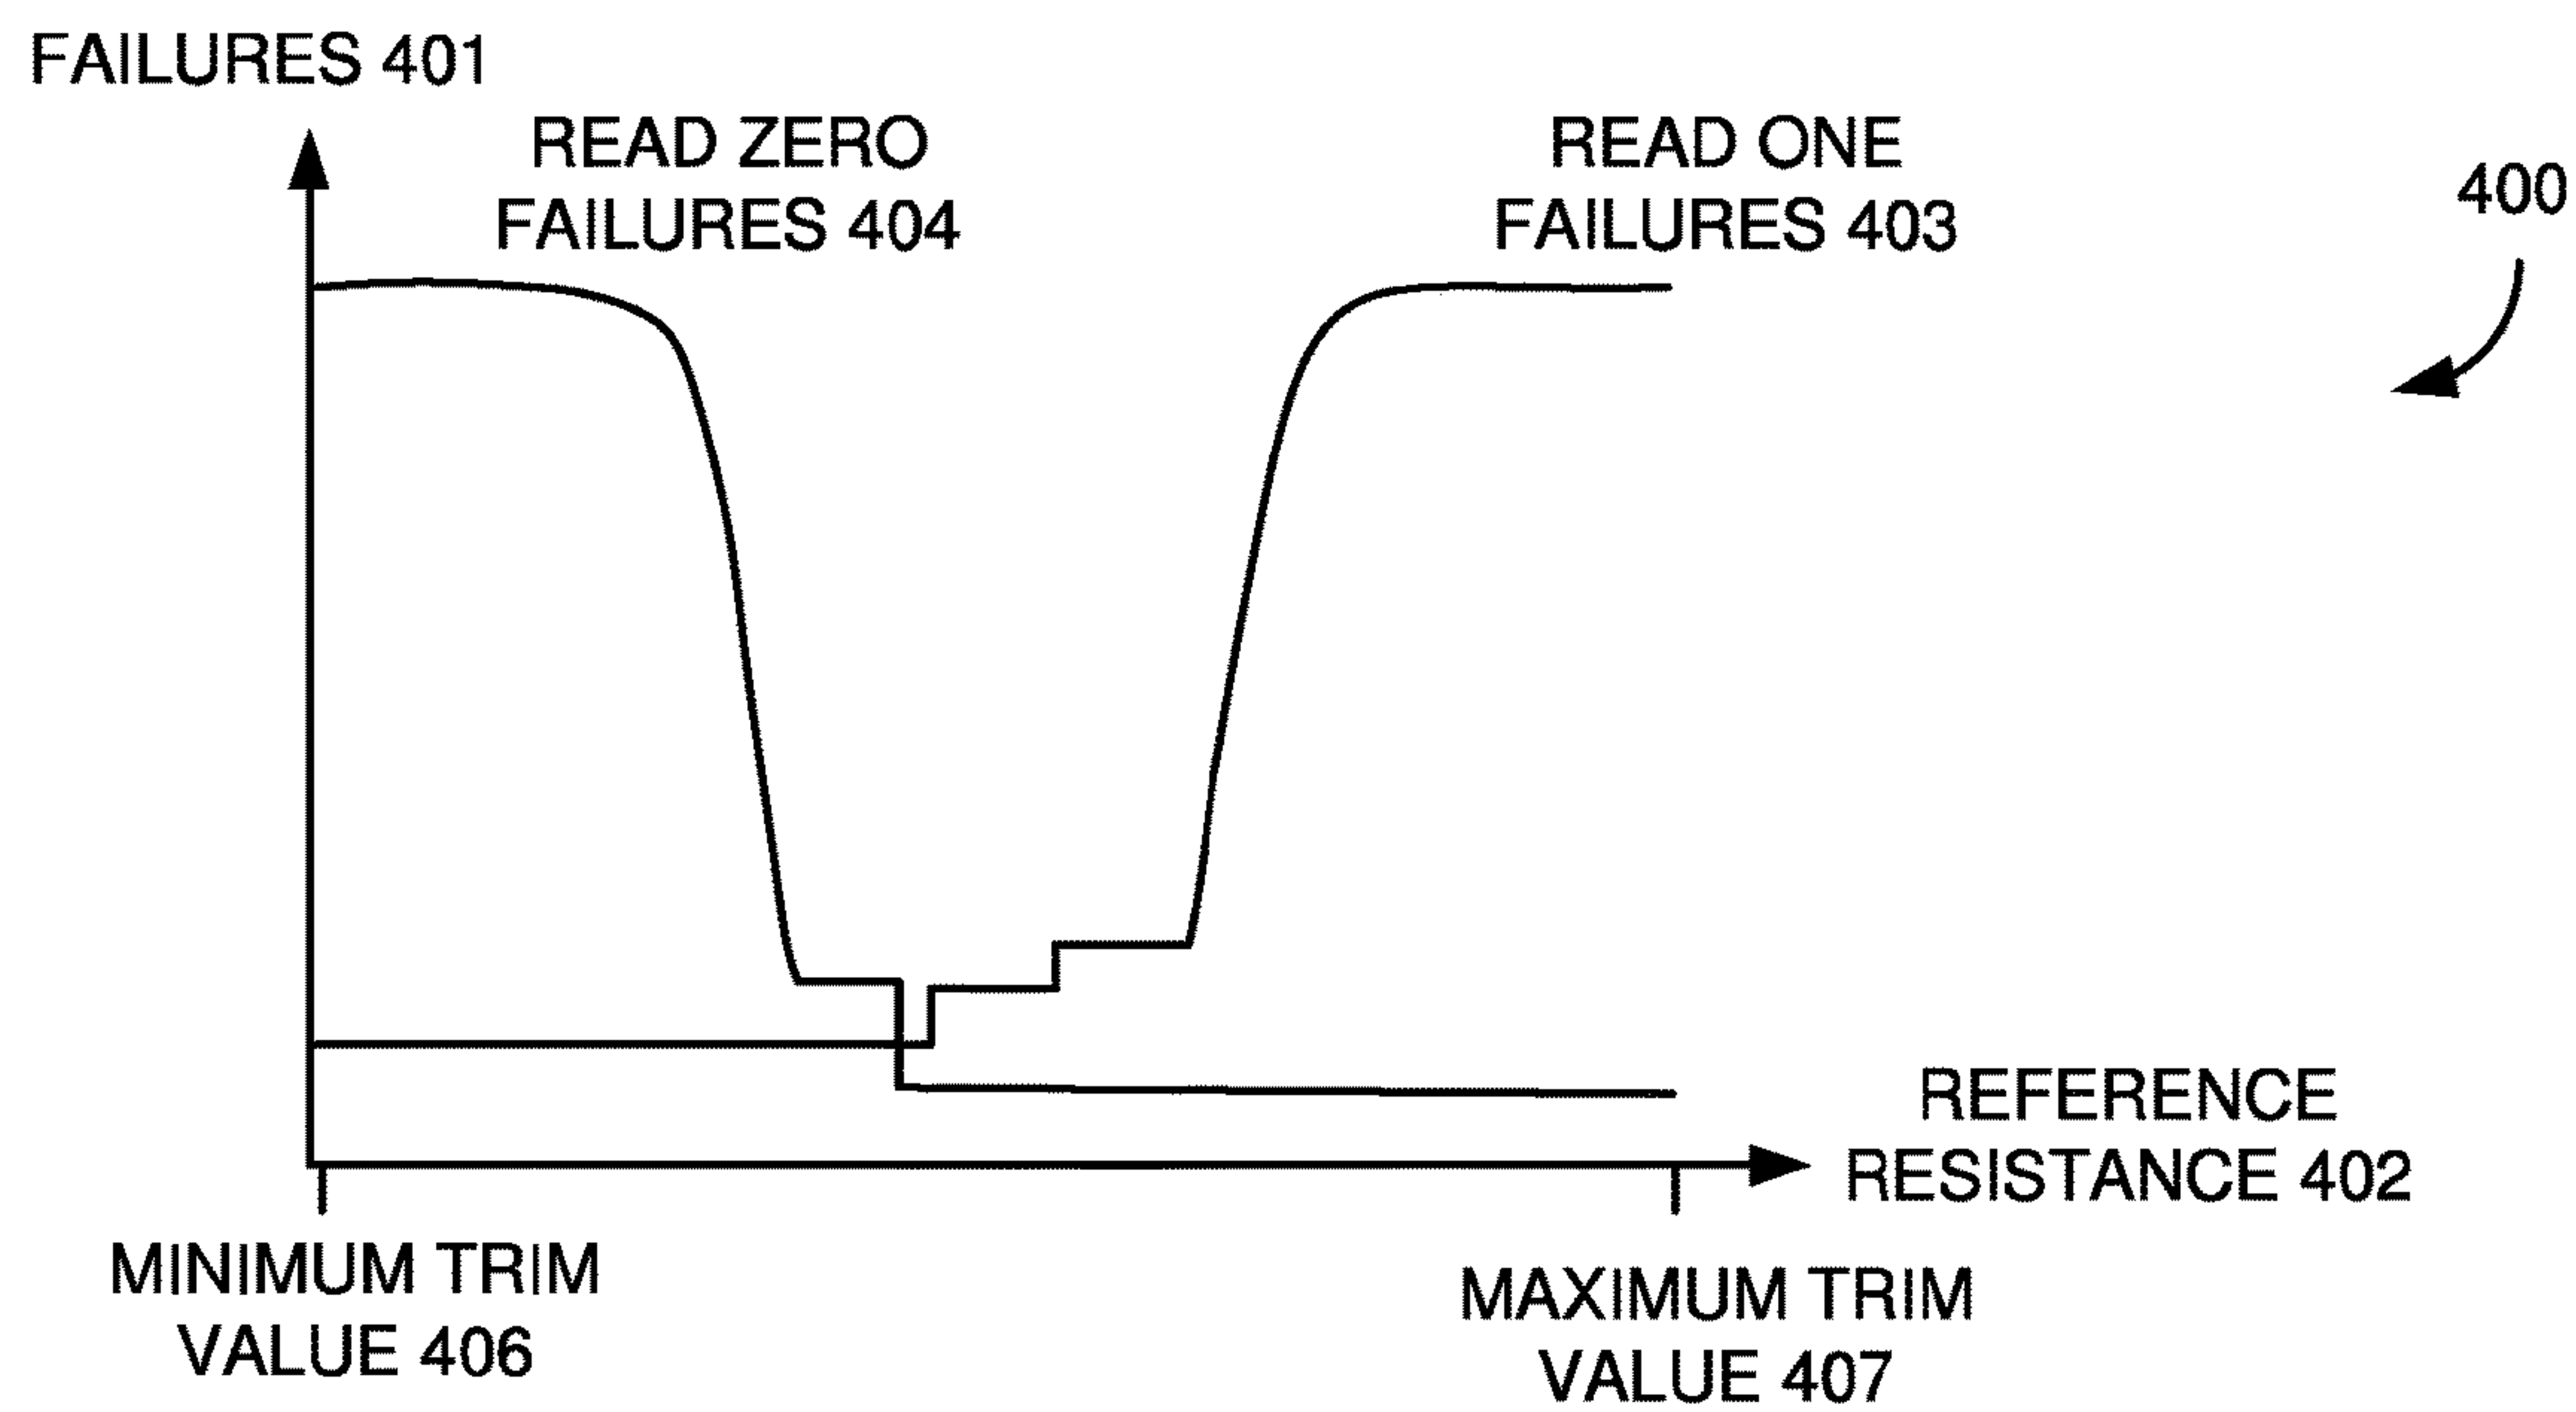 FAILURES 401
READ ZERO
FAILURES 404
READ ONE
FAILURES 403
400
REFERENCE
RESISTANCE 402
MINIMUM TRIM
VALUE 406
MAXIMUM TRIM
VALUE 407